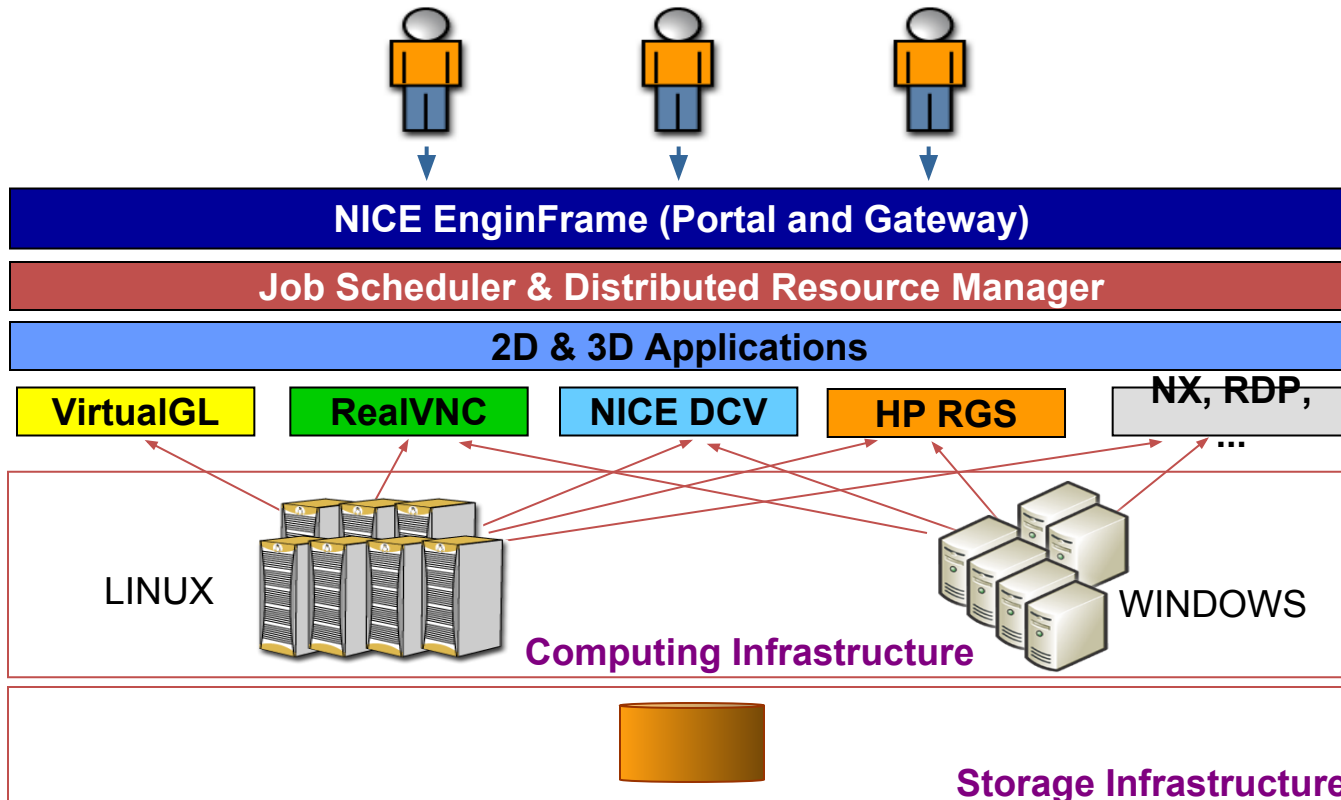 NICE EnginFrame (Portal and Gateway)
Job Scheduler & Distributed Resource Manager
2D & 3D Applications
VirtualGL
RealVNC
NICE DCV
HP RGS
NX, RDP,
...
LINUX
WINDOWS
Computing Infrastructure
Storage Infrastructure